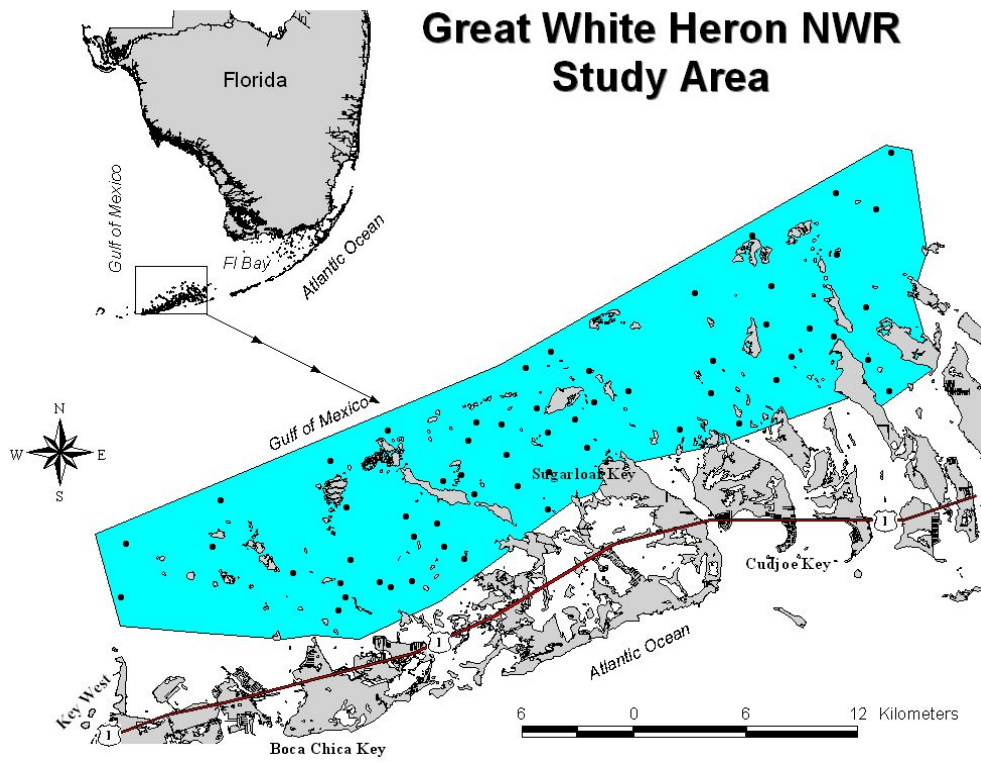 Great White Heron NWR
Study Area
Florida
Gulf of Mexico
Fl Bay
Atlantic Ocean
Gulf of Mexico
N
W
E
S
Sugarloaf Key
1
Cudjoe Key
1
Atlantic Ocean
Key West
1
Boca Chica Key
6 0 6 12 Kilometers